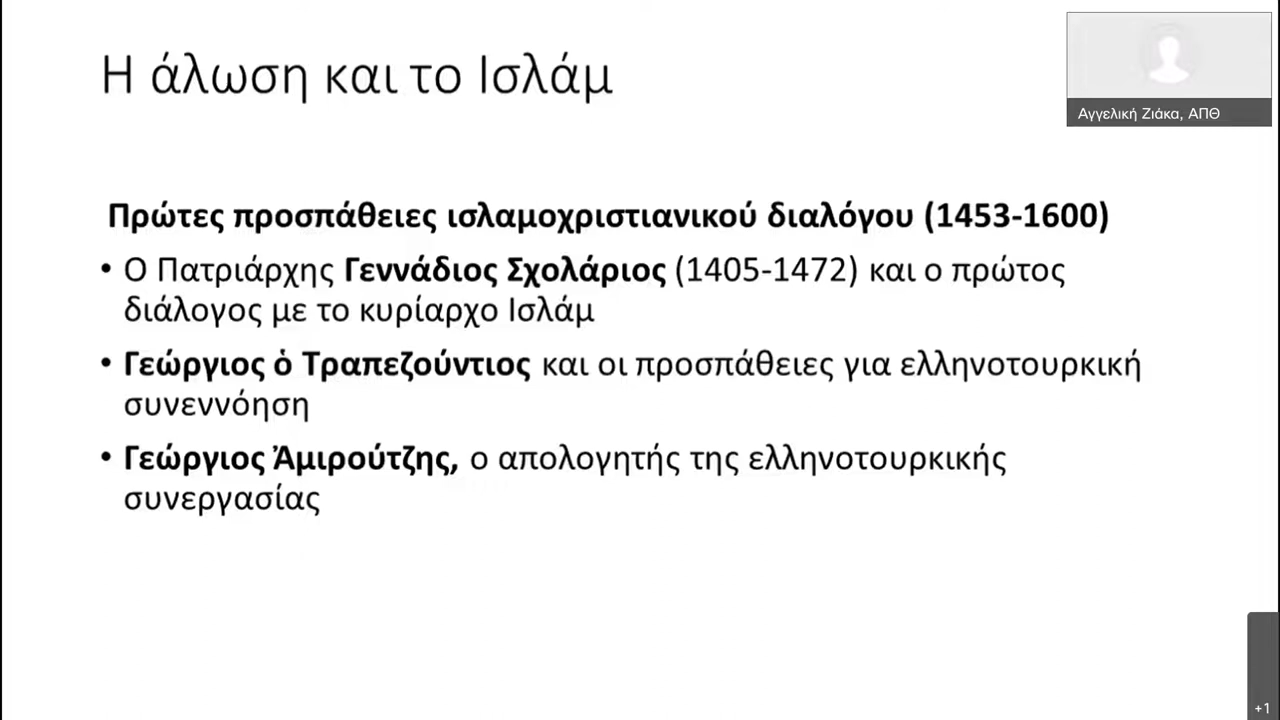 Η άλωση και το Ισλάμ
Αγγελική Ζιάκα, ΑΠΘ
Πρώτες προσπάθειες ισλαμοχριστιανικού διαλόγου (1453-1600)
• Ο Πατριάρχης Γεννάδιος Σχολάριος (1405-1472) και ο πρώτος
διάλογος με το κυρίαρχο Ισλάμ
• Γεώργιος ὁ Τραπεζούντιος και οι προσπάθειες για ελληνοτουρκική
συνεννόηση
• Γεώργιος Ἀμιρούτζης, ο απολογητής της ελληνοτουρκικής
συνεργασίας
+1